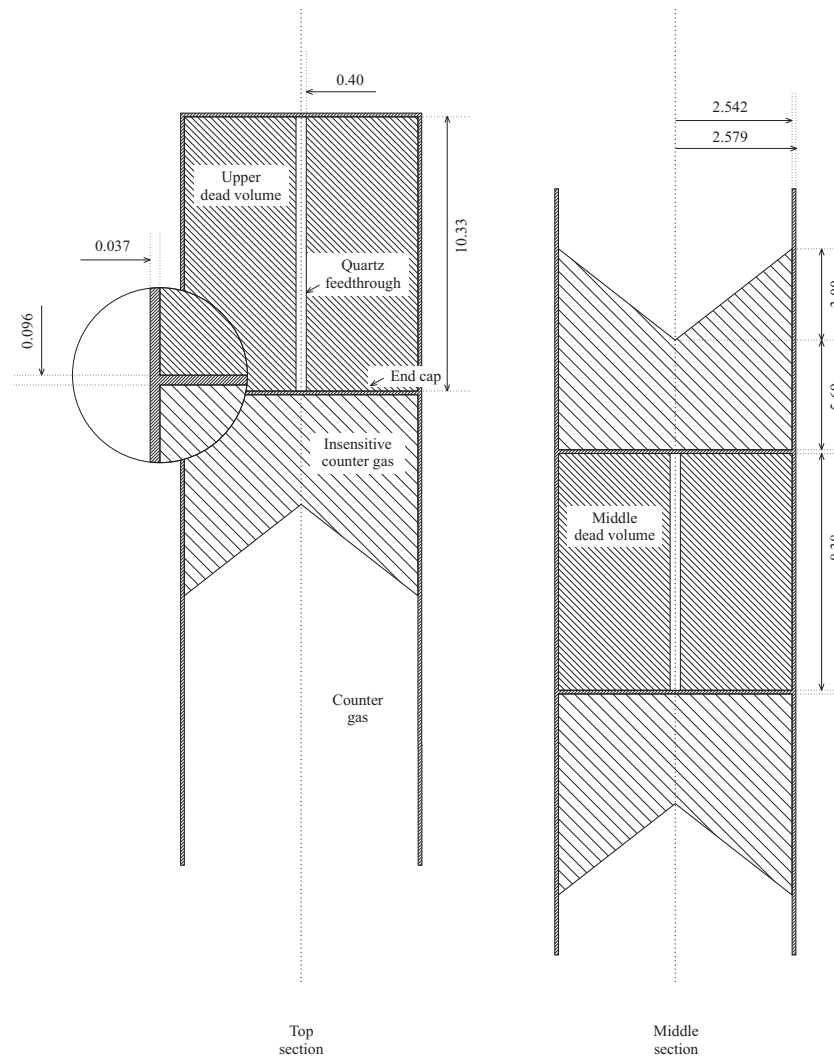 0.40
2.542
2.579
Upper
dead volume
10.33
0.037
Quartz
feedthrough
0.096
End cap
Insensitive
counter gas
Middle
dead volume
Counter
gas
Top
section
Middle
section